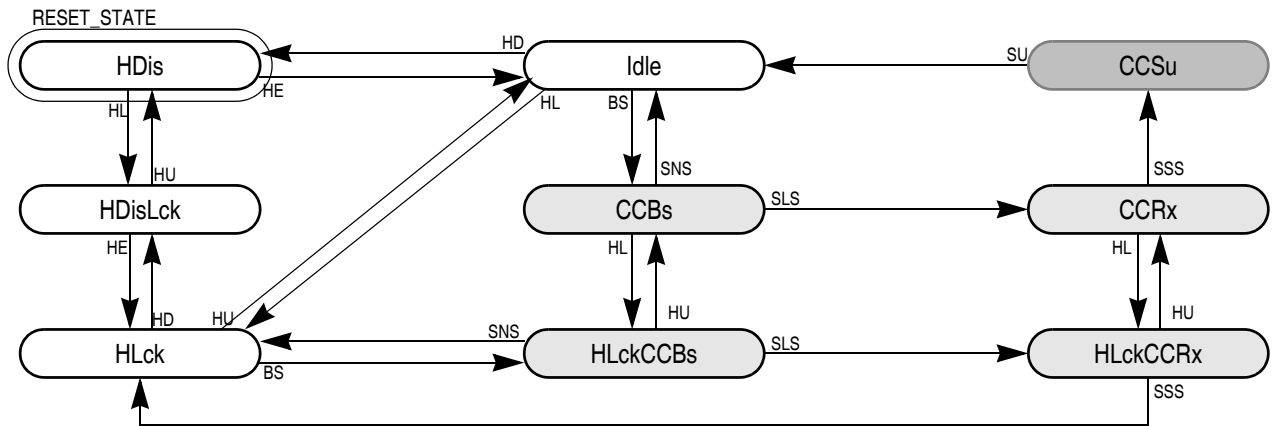 RESET_STATE
HDis
HD
Idle
SU
CCSu
HE
HL
HL
BS
HU
SNS
SSS
HDisLck
CCBs
SLS
CCRx
HE
HL
HL
HD
HU
SNS
HU
HU
HLck
HLckCCBs
SLS
HLckCCRx
BS
SSS